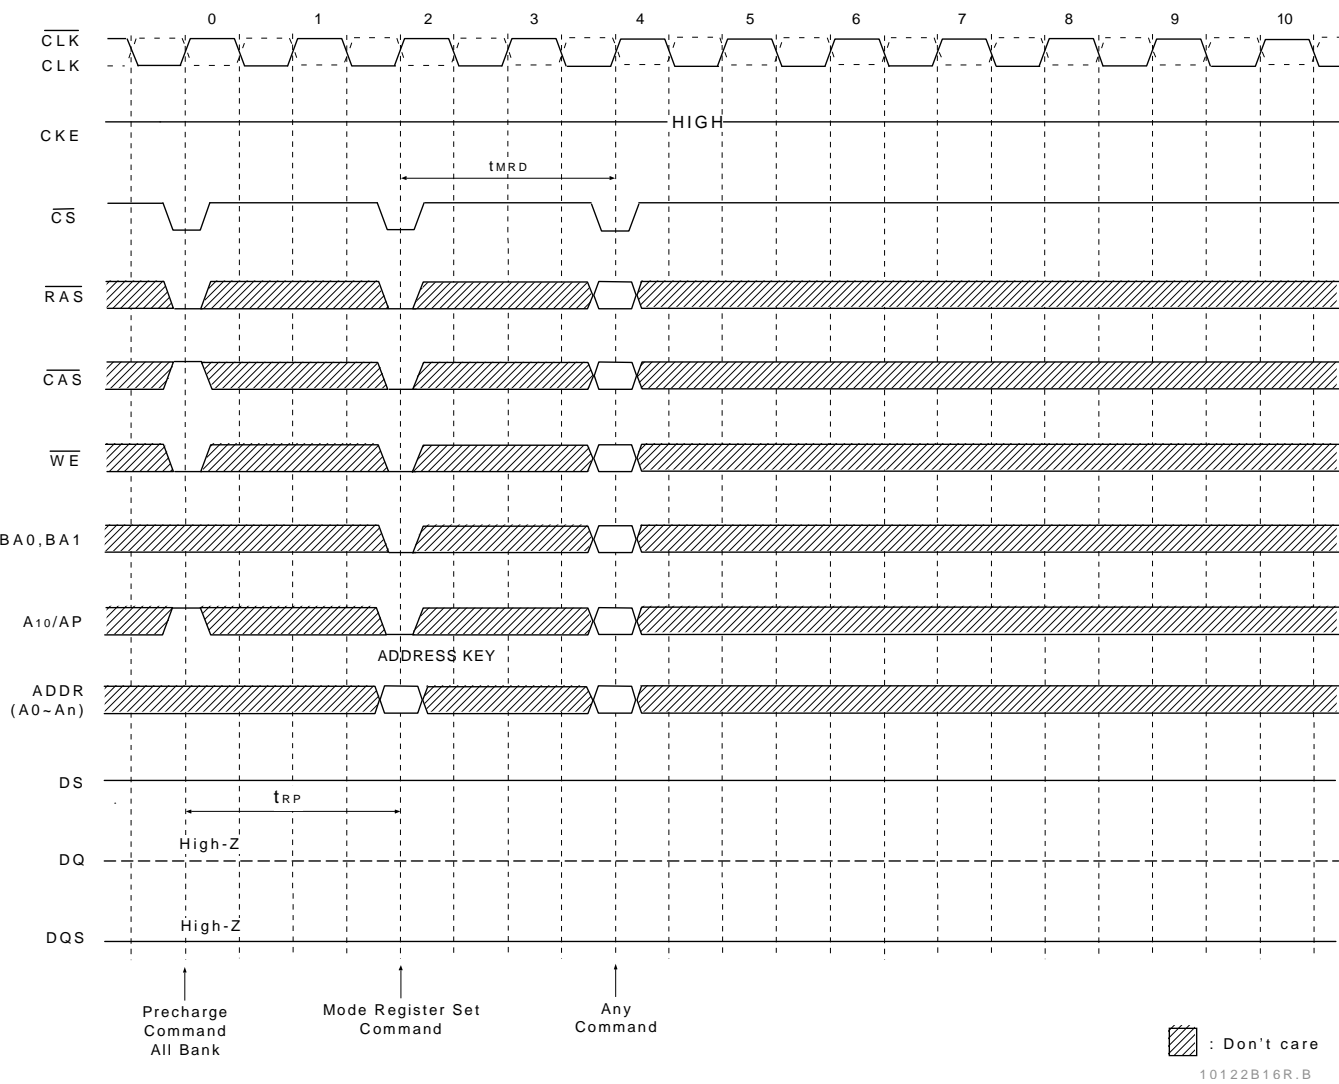 0 1 2 3 4 5 6 7 8 9 10
CLK
CLK
CKE
HIGH
tMRD
CS
RAS
CAS
WE
BA0,BA1
A10/AP
ADDRESS KEY
ADDR
(A0~An)
DS
tRP
High-Z
DQ
High-Z
DQS
Precharge
Command
All Bank
Mode Register Set
Command
Any
Command
: Don't care
10122B16R.B